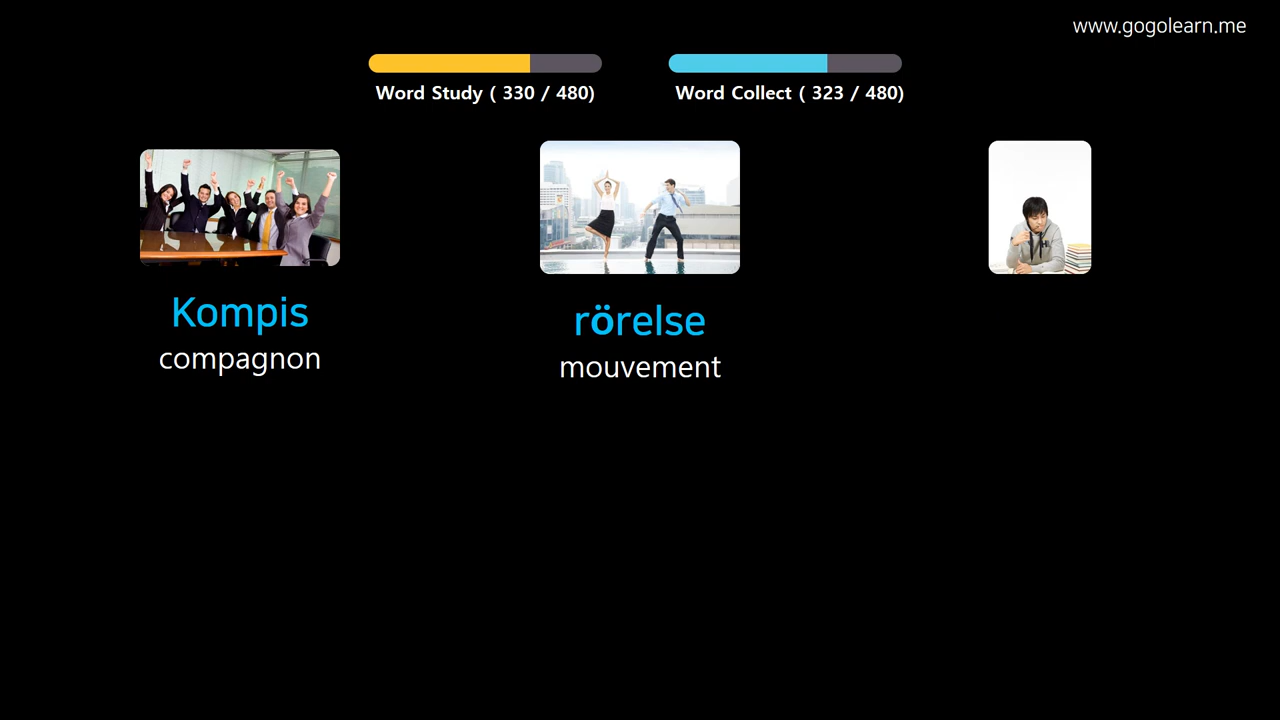 www.gogolearn.me
Word Study ( 330 / 480)
Word Collect ( 323 / 480)
Kompis
compagnon
rörelse
mouvement